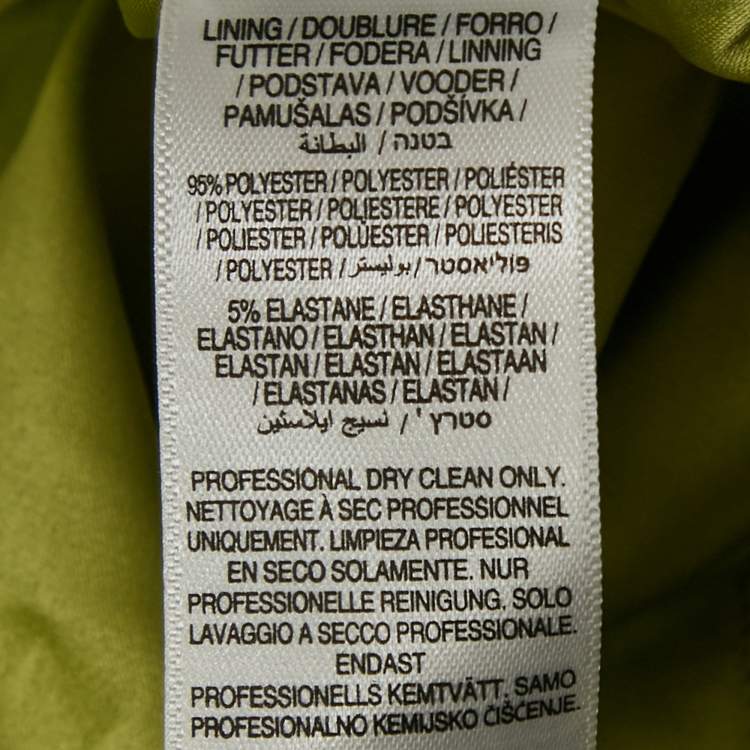 LINING / DOUBLURE / FORRO /
FUTTER / FODERA / LINNING
/ PODSTAVA / VOODER /
PAMUŠALAS / PODŠÍVKA /
בטנה / البطانة
95% POLYESTER / POLYESTER / POLIÉSTER
/ POLYESTER / POLIESTERE / POLYESTER
/ POLIESTER / POLÜESTER / POLIESTERIS
/ POLYESTER / بوليستر / פוליאסטר
5% ELASTANE / ELASTHANE /
ELASTANO / ELASTHAN / ELASTAN /
ELASTAN / ELASTAN / ELASTAAN
/ ELASTANAS / ELASTAN /
סטרץ' / نسيج ايلاستين
PROFESSIONAL DRY CLEAN ONLY.
NETTOYAGE À SEC PROFESSIONNEL
UNIQUEMENT. LIMPIEZA PROFESIONAL
EN SECO SOLAMENTE. NUR
PROFESSIONELLE REINIGUNG. SOLO
LAVAGGIO A SECCO PROFESSIONALE.
ENDAST
PROFESSIONELLS KEMTVÄTT. SAMO
PROFESIONALNO KEMIJSKO ČIŠČENJE.